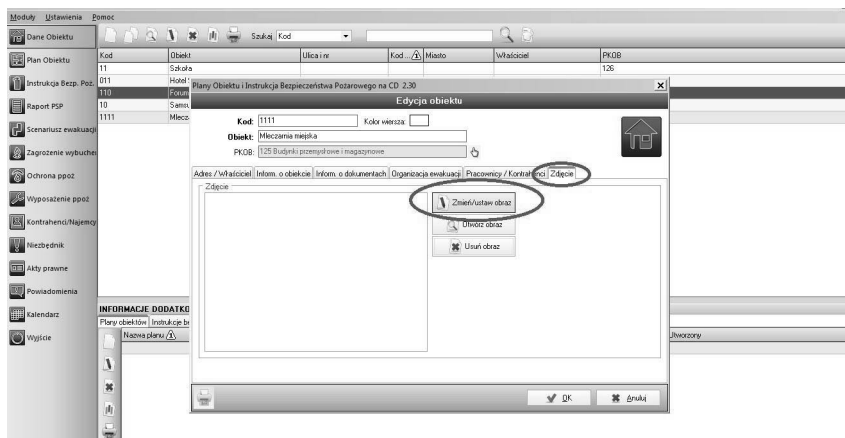 Moduły Ustawienia Pomoc
Dane Obiektu
Szukaj Kod
Plan Obiektu
Instrukcja Bezp. Poż.
Raport PSP
Scenariusz ewakuacji
Zagrożenie wybuchem
Ochrona ppoż
Wyposażenie ppoż
Kontrahenci/Najemcy
Niezbędnik
Akty prawne
Powiadomienia
Kalendarz
Wyjście
Kod Obiekt Ulica i nr Kod ... Miasto Właściciel PKOB
11 Szkoła 126
011 Hotel
110 Forum
10 Samsu
1111 Mlecza
Plany Obiektu i Instrukcja Bezpieczeństwa Pożarowego na CD 2.30
Edycja obiektu
Kod: 1111 Kolor wiersza:
Obiekt: Mleczarnia miejska
PKOB: 125 Budynki przemysłowe i magazynowe
Adres / Właściciel Inform. o obiekcie Inform. o dokumentach Organizacja ewakuacji Pracownicy / Kontrahenci Zdjęcie
Zdjęcie
Zmień/ustaw obraz
Otwórz obraz
Usuń obraz
OK Anuluj
INFORMACJE DODATKO
Plany obiektów Instrukcje be
Nazwa planu
Utworzony